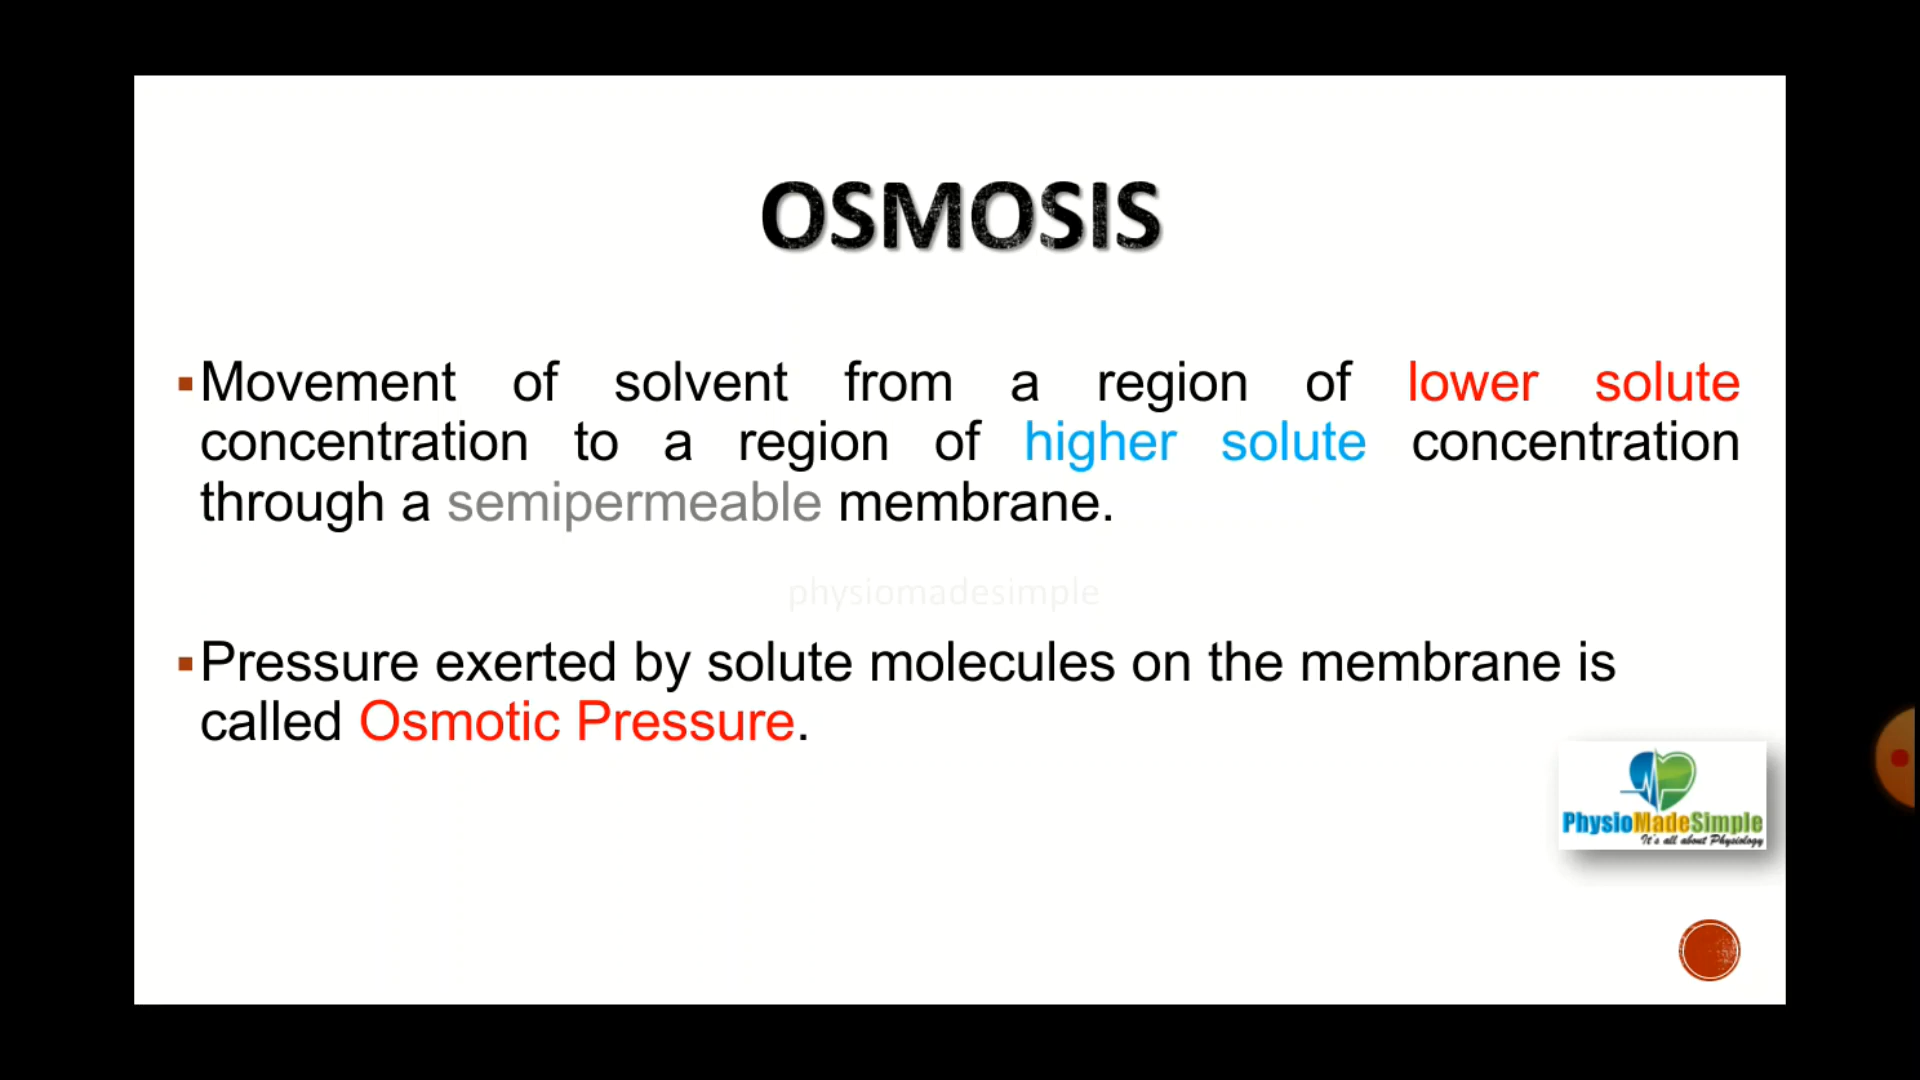 OSMOSIS
▪Movement of solvent from a region of lower solute
concentration to a region of higher solute concentration
through a semipermeable membrane.
physiomadesimple
▪Pressure exerted by solute molecules on the membrane is
called Osmotic Pressure.
PhysioMadeSimple
It's all about Physiology